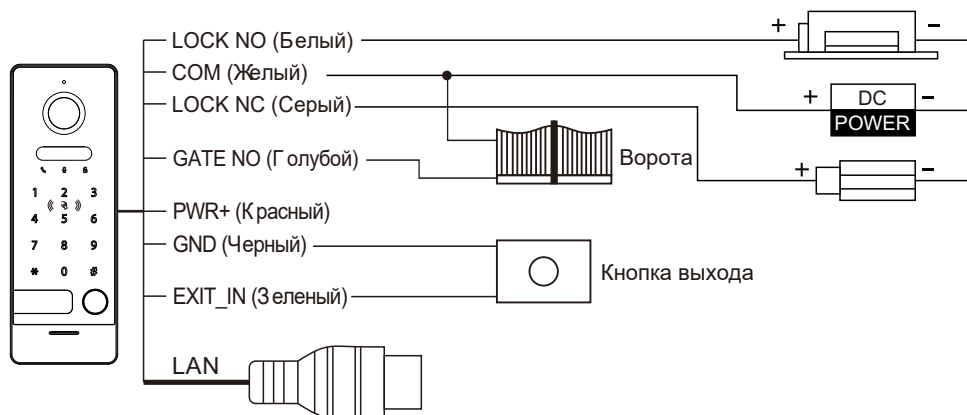 LOCK NO (Белый)
+ –
COM (Желый)
LOCK NC (Серый)
+ DC –
POWER
GATE NO (Голубой)
Ворота
+ –
1 2 3
4 5 6
7 8 9
* 0 #
PWR+ (Красный)
GND (Черный)
Кнопка выхода
EXIT_IN (Зеленый)
LAN